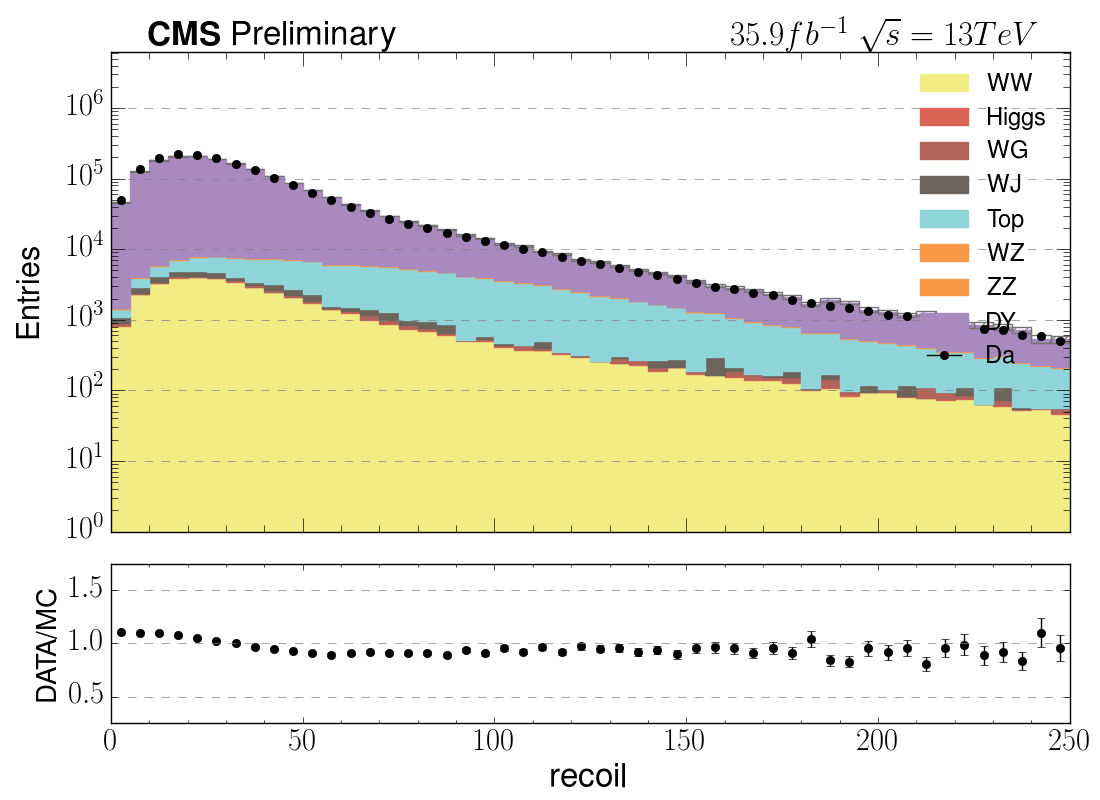 CMS Preliminary
35.9fb⁻¹ √s = 13TeV
Entries
10⁶
10⁵
10⁴
10³
10²
10¹
10⁰
WW
Higgs
WG
WJ
Top
WZ
ZZ
DY
Da
DATA/MC
1.5
1.0
0.5
0 50 100 150 200 250
recoil